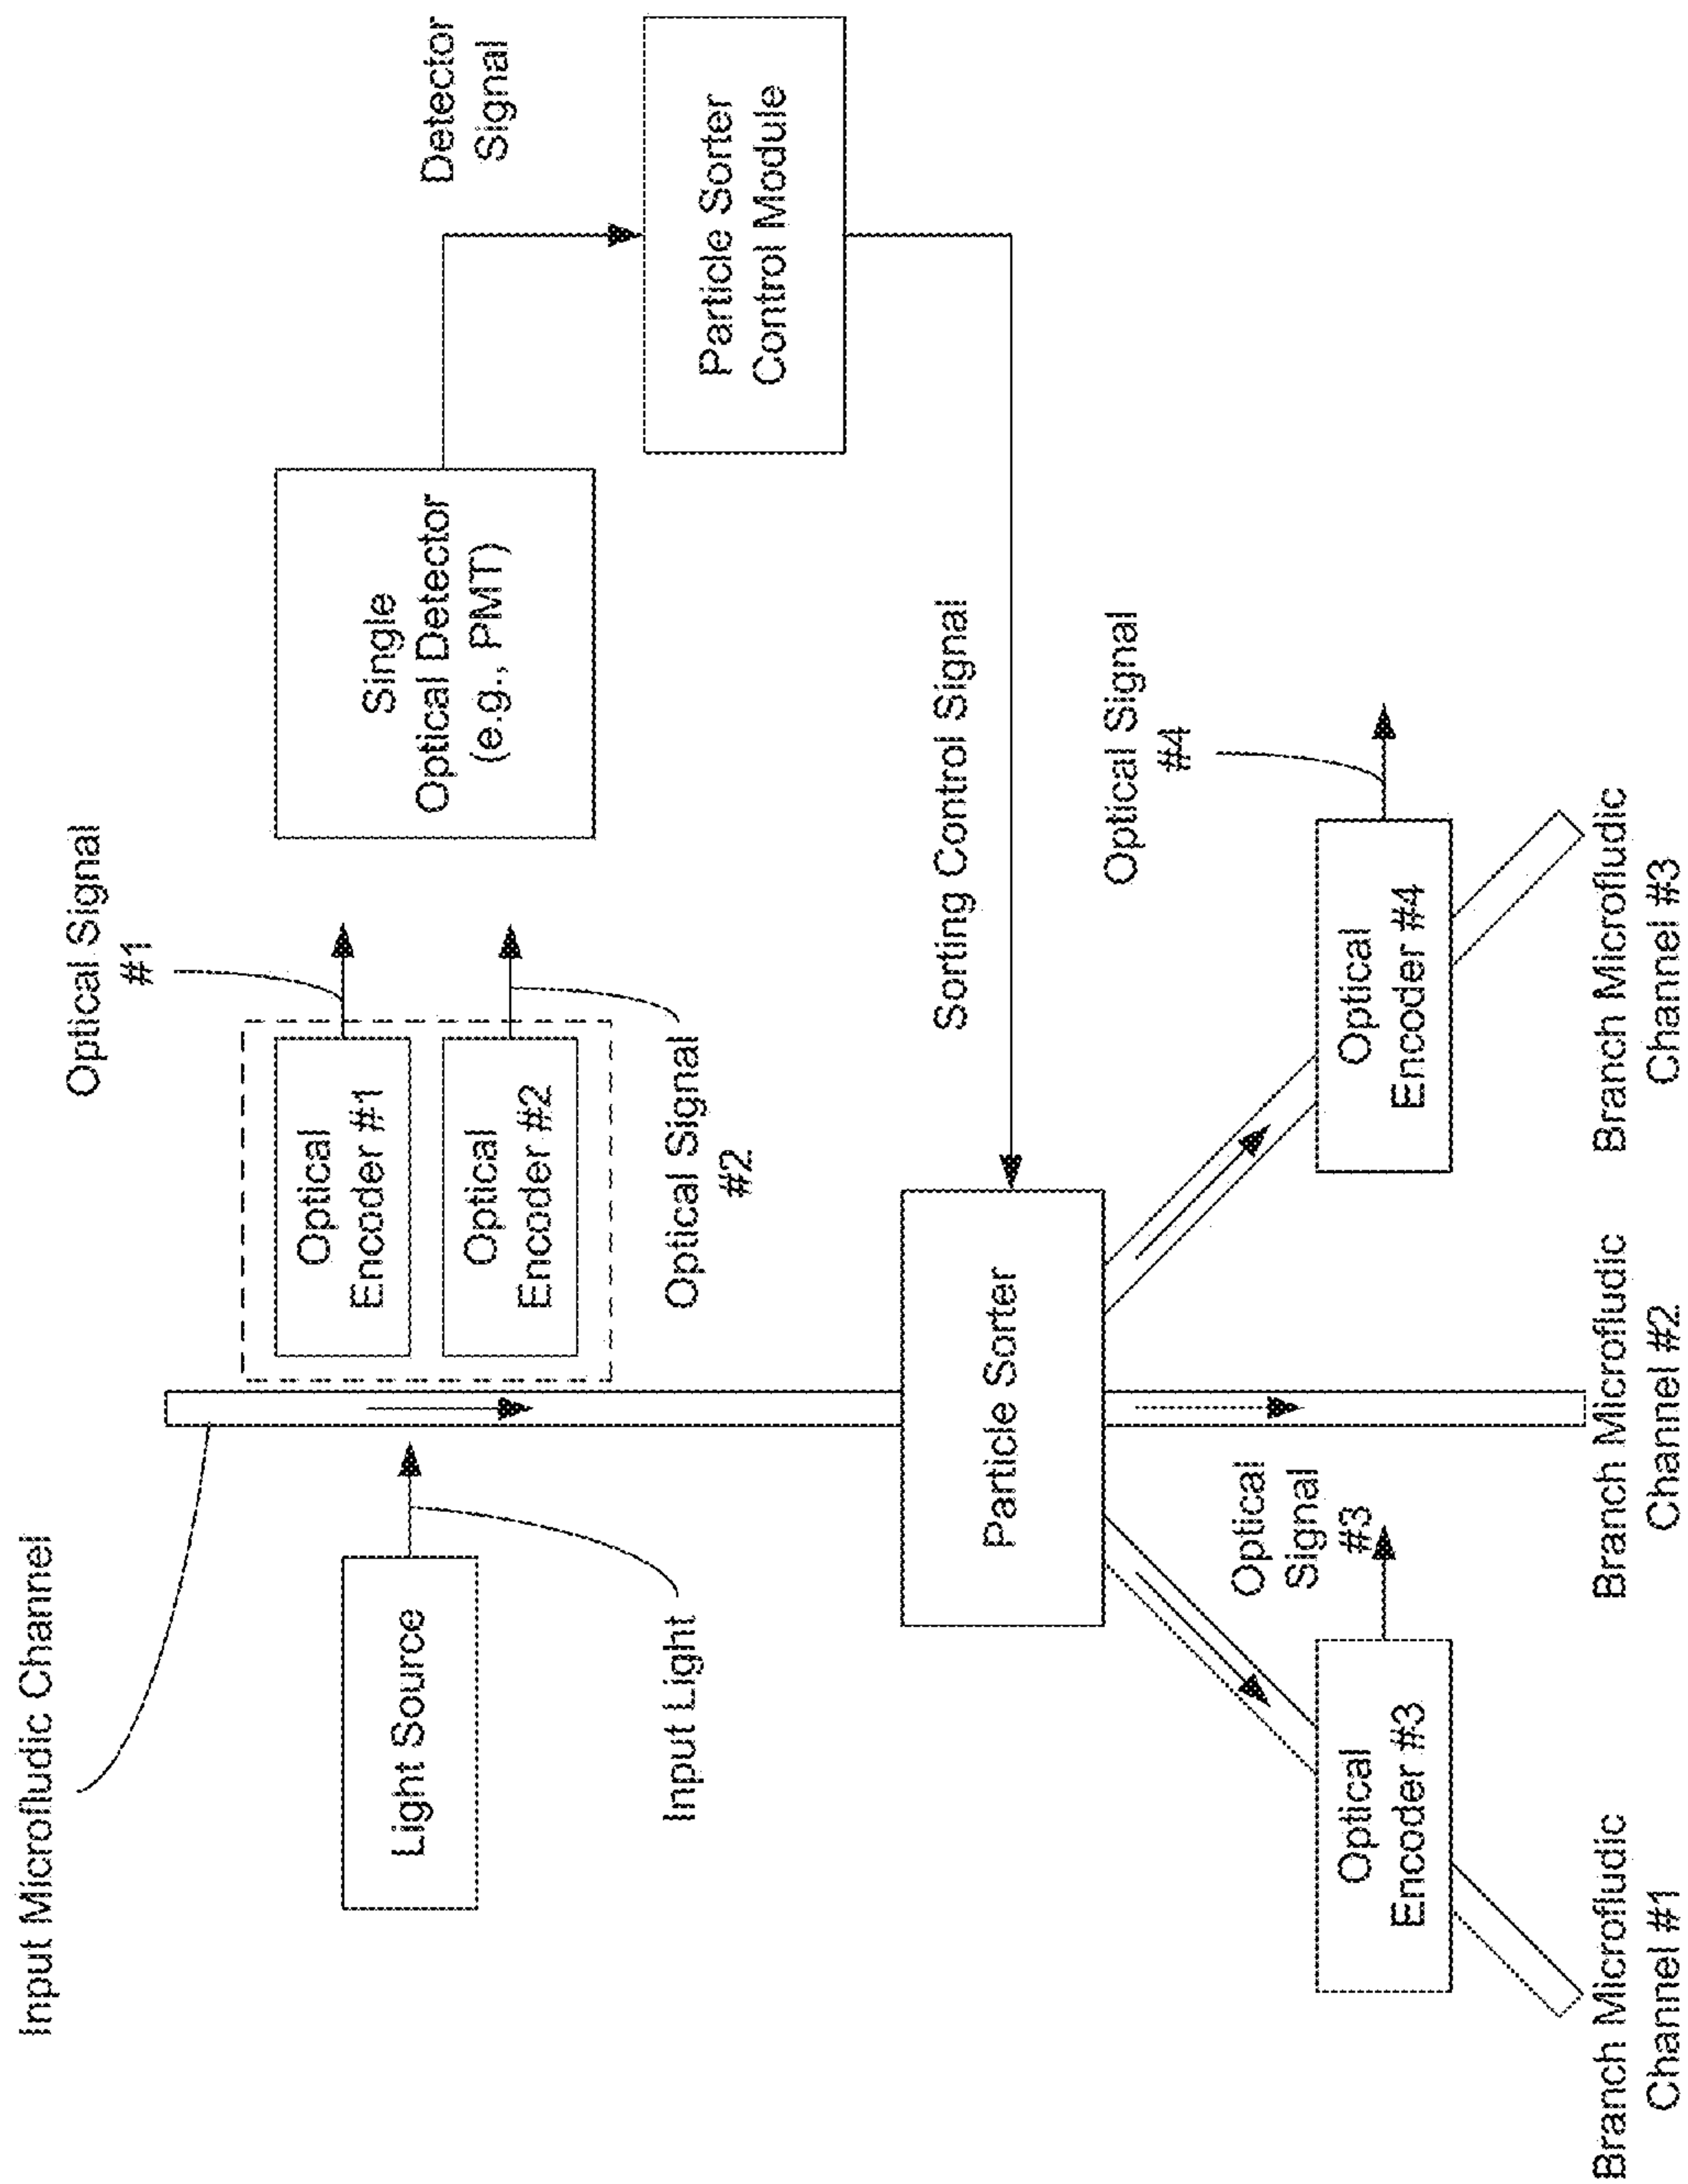 Input Microfludic Channel
Light Source
Input Light
Optical
Encoder #1
Optical
Encoder #2
Optical Signal
#1
Optical Signal
#2
Single
Optical Detector
(e.g., PMT)
Detector
Signal
Particle Sorter
Control Module
Sorting Control Signal
Particle Sorter
Optical
Encoder #3
Optical
Signal
#3
Optical
Encoder #4
Optical Signal
#4
Branch Microfludic
Channel #1
Branch Microfludic
Channel #2
Branch Microfludic
Channel #3